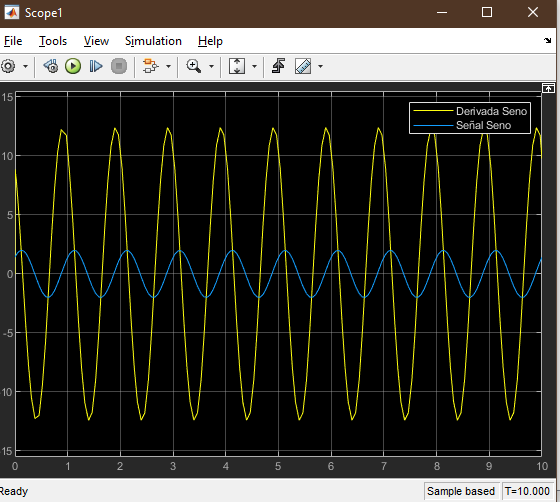 Scope1
File Tools View Simulation Help
Derivada Seno
Señal Seno
15
10
5
0
-5
-10
-15
0 1 2 3 4 5 6 7 8 9 10
Ready
Sample based T=10.000